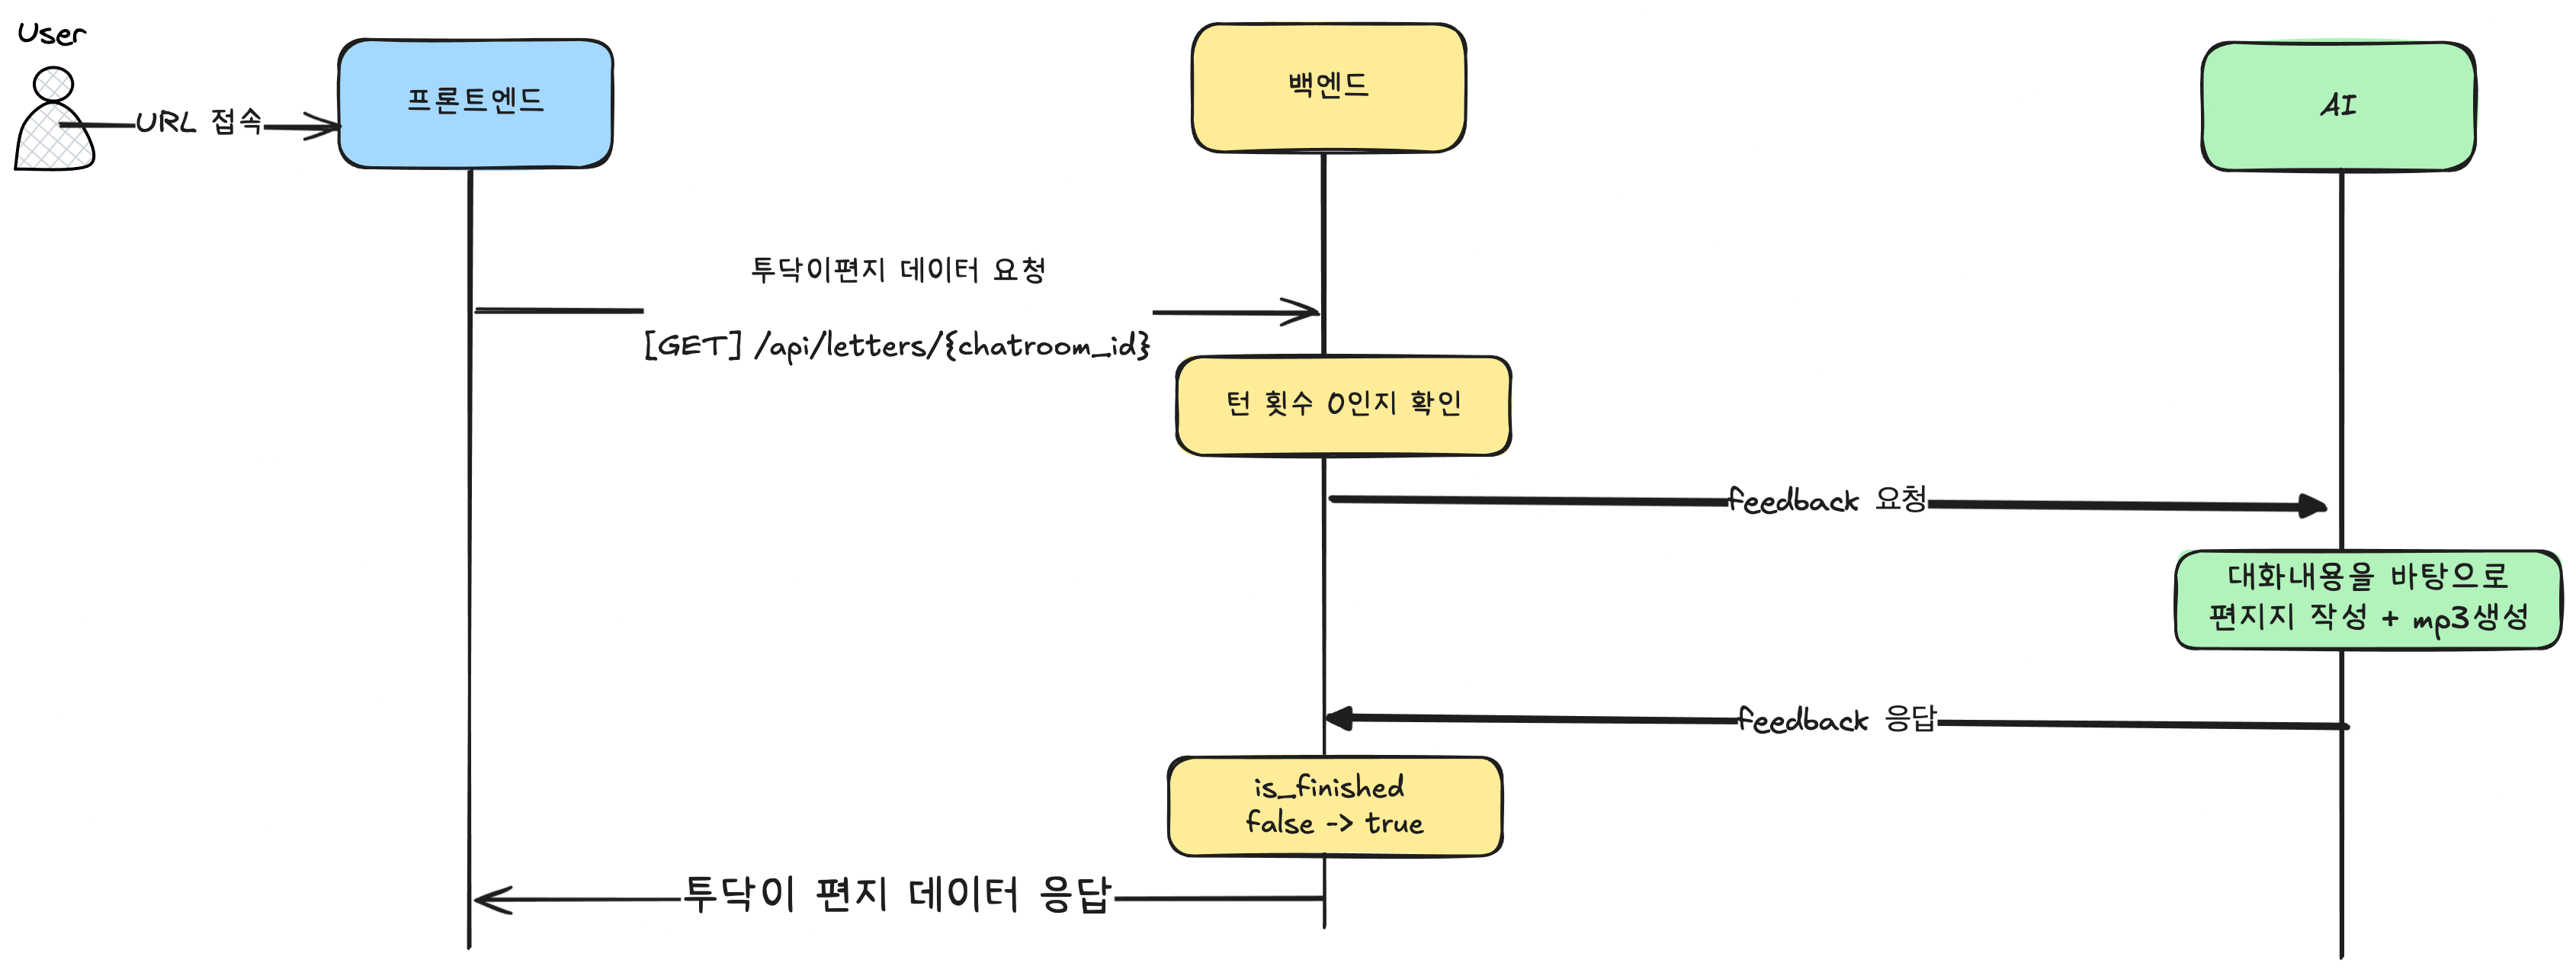 User
URL 접속
프론트엔드
백엔드
AI
투닥이편지 데이터 요청
[GET] /api/letters/{chatroom_id}
턴 횟수 0인지 확인
feedback 요청
대화내용을 바탕으로
편지지 작성 + mp3생성
feedback 응답
is_finished
false -> true
투닥이 편지 데이터 응답